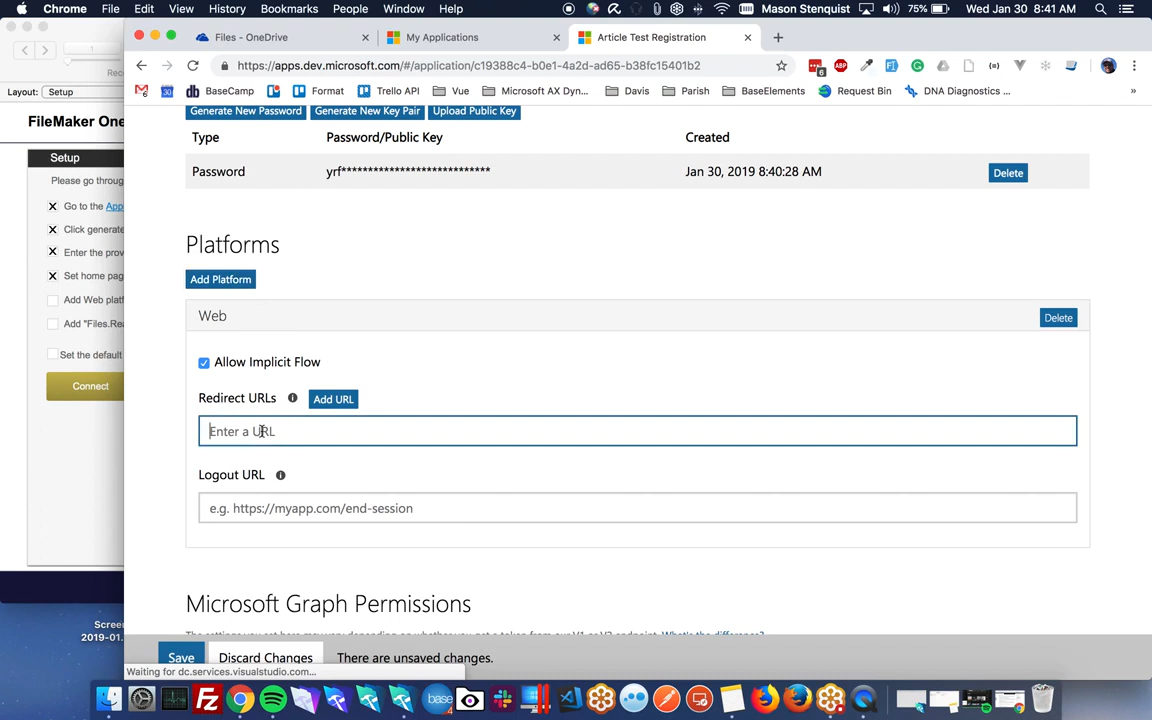 Chrome File Edit View History Bookmarks People Window Help 75% Mason Stenquist Wed Jan 30 8:41 AM
Files - OneDrive My Applications Article Test Registration
https://apps.dev.microsoft.com/#/application/c19388c4-b0e1-4a2d-ad65-b38fc15401b2
BaseCamp Format Trello API Vue Microsoft AX Dyn... Davis Parish BaseElements Request Bin DNA Diagnostics ...
Layout: Setup
FileMaker One
Setup
Please go throug
Go to the App
Click generate
Enter the prov
Set home pag
Add Web platf
Add "Files.Rea
Set the default
Connect
Generate New Password Generate New Key Pair Upload Public Key
Type Password/Public Key Created
Password yrf**************************** Jan 30, 2019 8:40:28 AM Delete
Platforms
Add Platform
Web Delete
Allow Implicit Flow
Redirect URLs Add URL
Enter a URL
Logout URL
e.g. https://myapp.com/end-session
Microsoft Graph Permissions
Save Discard Changes There are unsaved changes.
Waiting for dc.services.visualstudio.com...
Screen
2019-01.
base